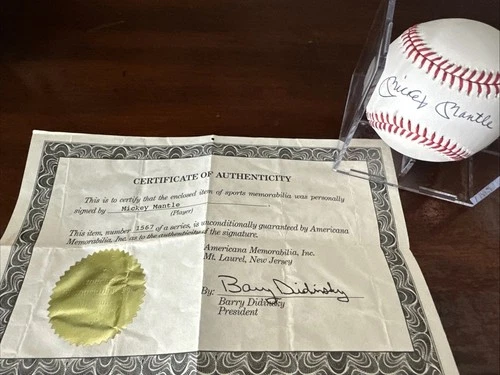 Mickey Mantle
CERTIFICATE OF AUTHENTICITY
This is to certify that the enclosed item of sports memorabilia was personally
signed by Mickey Mantle
(Player)
This item, number 1567 of a series, is unconditionally guaranteed by Americana
Memorabilia, Inc. as to the authenticity of the signature.
Americana Memorabilia, Inc.
Mt. Laurel, New Jersey
By: Barry Didinsky
Barry Didinsky
President